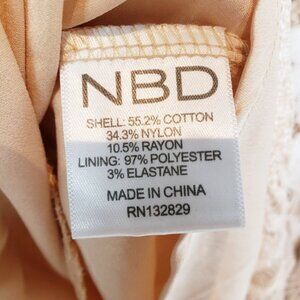 NBD
SHELL: 55.2% COTTON
34.3% NYLON
10.5% RAYON
LINING: 97% POLYESTER
3% ELASTANE
MADE IN CHINA
RN132829